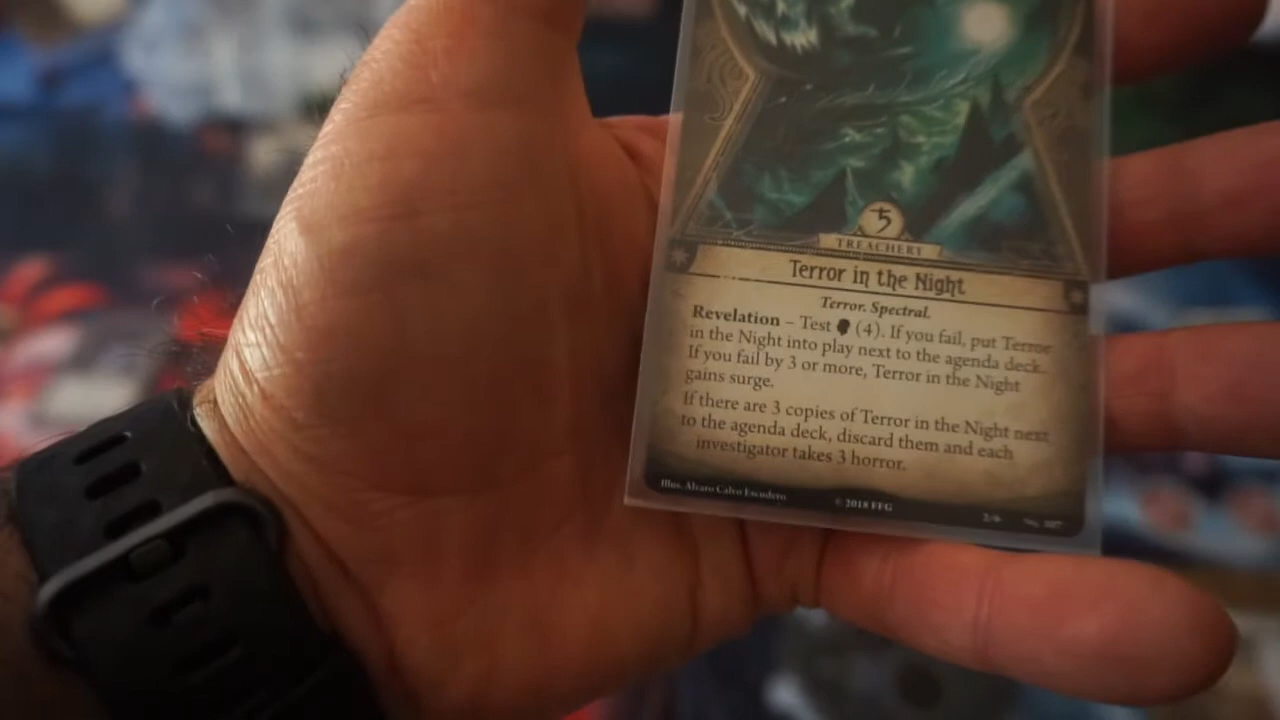 TREACHERY
Terror in the Night
Terror. Spectral.
Revelation – Test (4). If you fail, put Terror
in the Night into play next to the agenda deck.
If you fail by 3 or more, Terror in the Night
gains surge.
If there are 3 copies of Terror in the Night next
to the agenda deck, discard them and each
investigator takes 3 horror.
Illus. Alvaro Calvo Escudero
© 2018 FFG